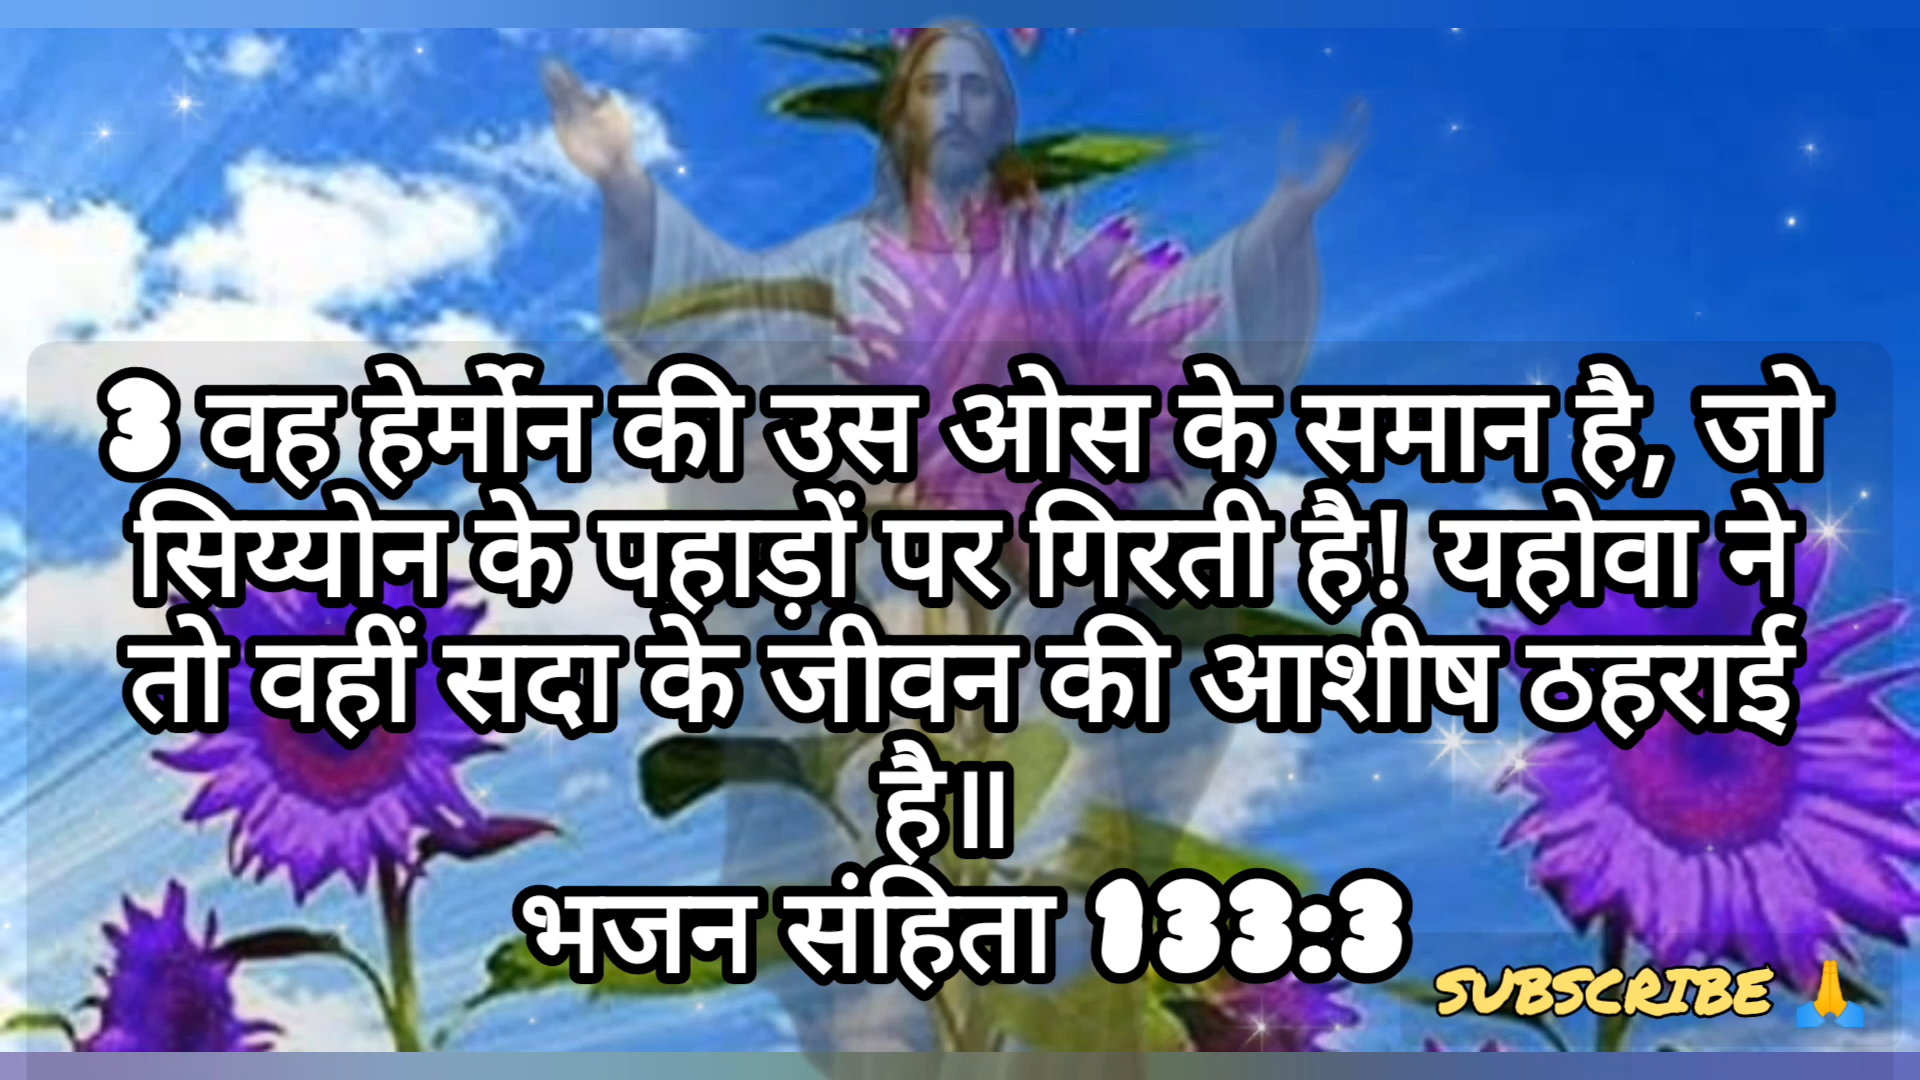 3 वह हेर्मोन की उस ओस के समान है, जो
सिय्योन के पहाड़ों पर गिरती है! यहोवा ने
तो वहीं सदा के जीवन की आशीष ठहराई
है॥
भजन संहिता 133:3
SUBSCRIBE 🙏